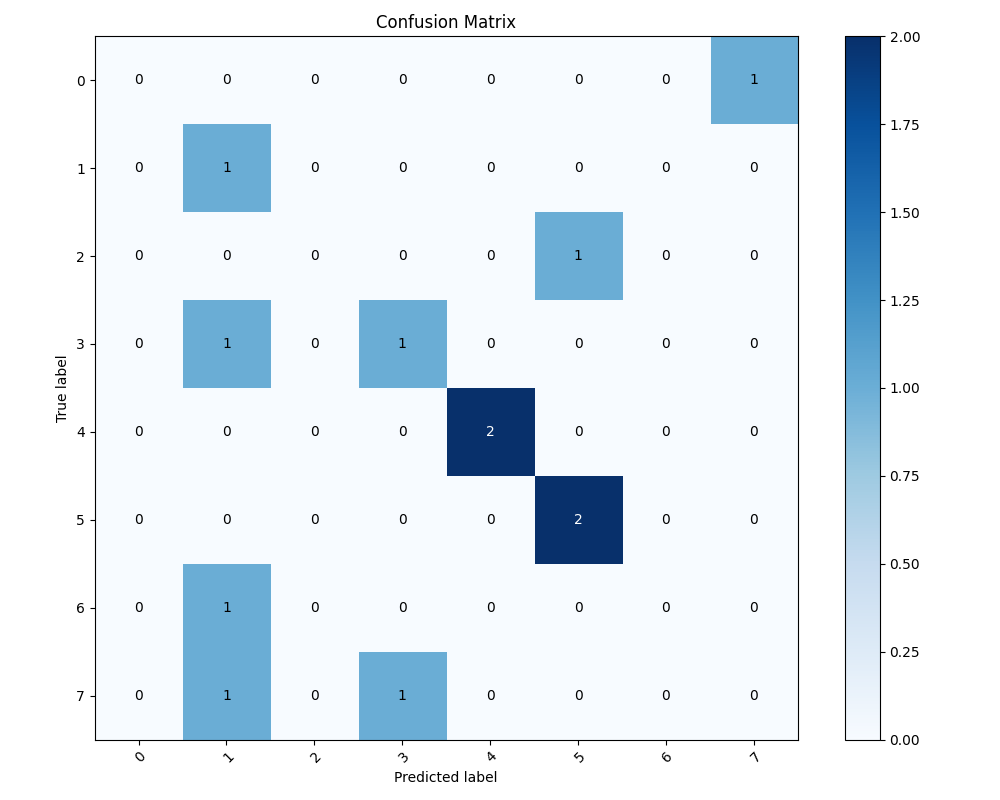 Confusion Matrix
0 0 0 0 0 0 0 0 1
1 0 1 0 0 0 0 0 0
2 0 0 0 0 0 1 0 0
3 0 1 0 1 0 0 0 0
4 0 0 0 0 2 0 0 0
5 0 0 0 0 0 2 0 0
6 0 1 0 0 0 0 0 0
7 0 1 0 1 0 0 0 0
0 1 2 3 4 5 6 7
Predicted label
True label
2.00
1.75
1.50
1.25
1.00
0.75
0.50
0.25
0.00